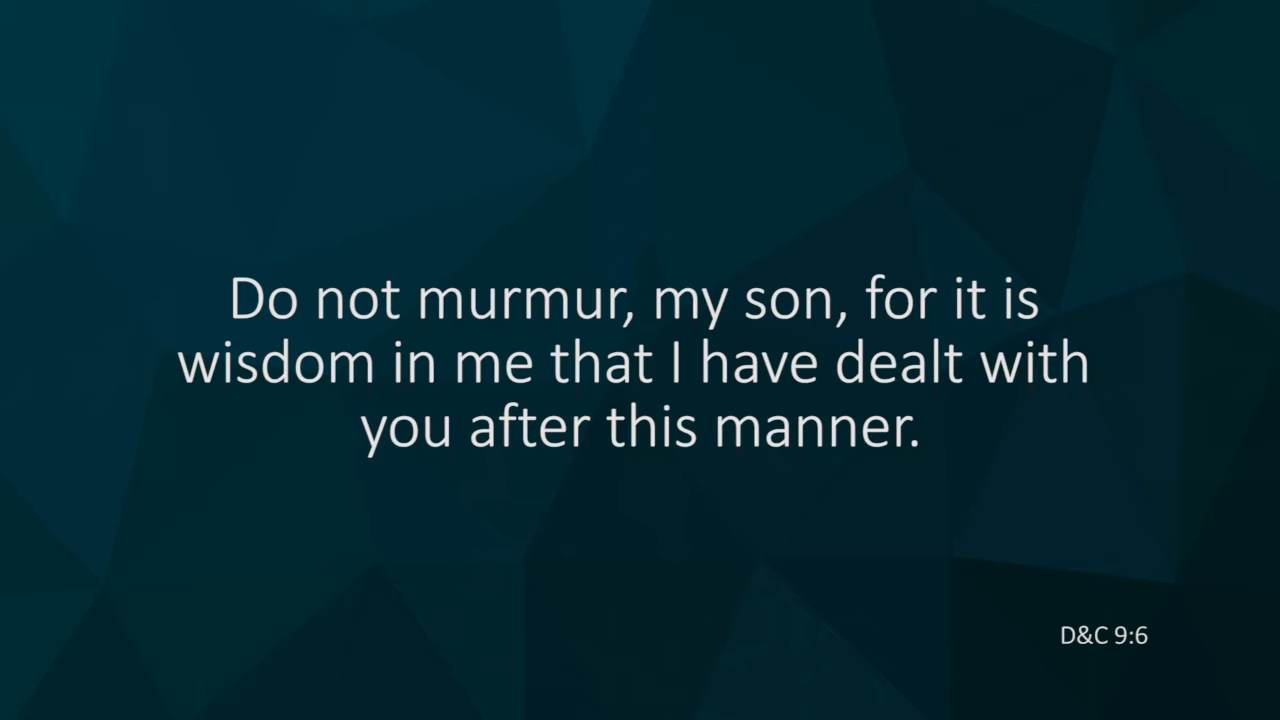 Do not murmur, my son, for it is
wisdom in me that I have dealt with
you after this manner.
D&C 9:6